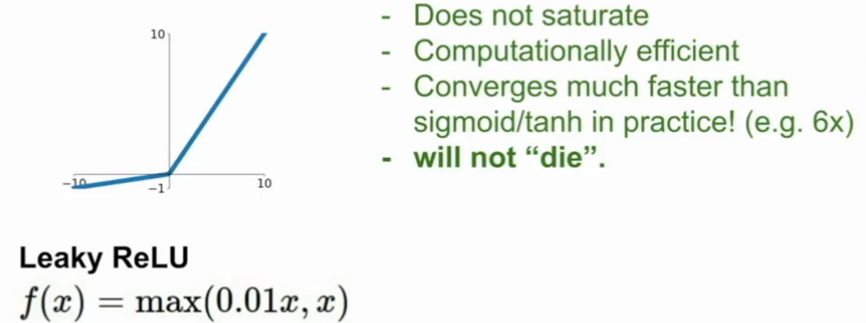 10
-10
-1
10
- Does not saturate
- Computationally efficient
- Converges much faster than
sigmoid/tanh in practice! (e.g. 6x)
- will not “die”.
Leaky ReLU
f(x) = max(0.01x, x)